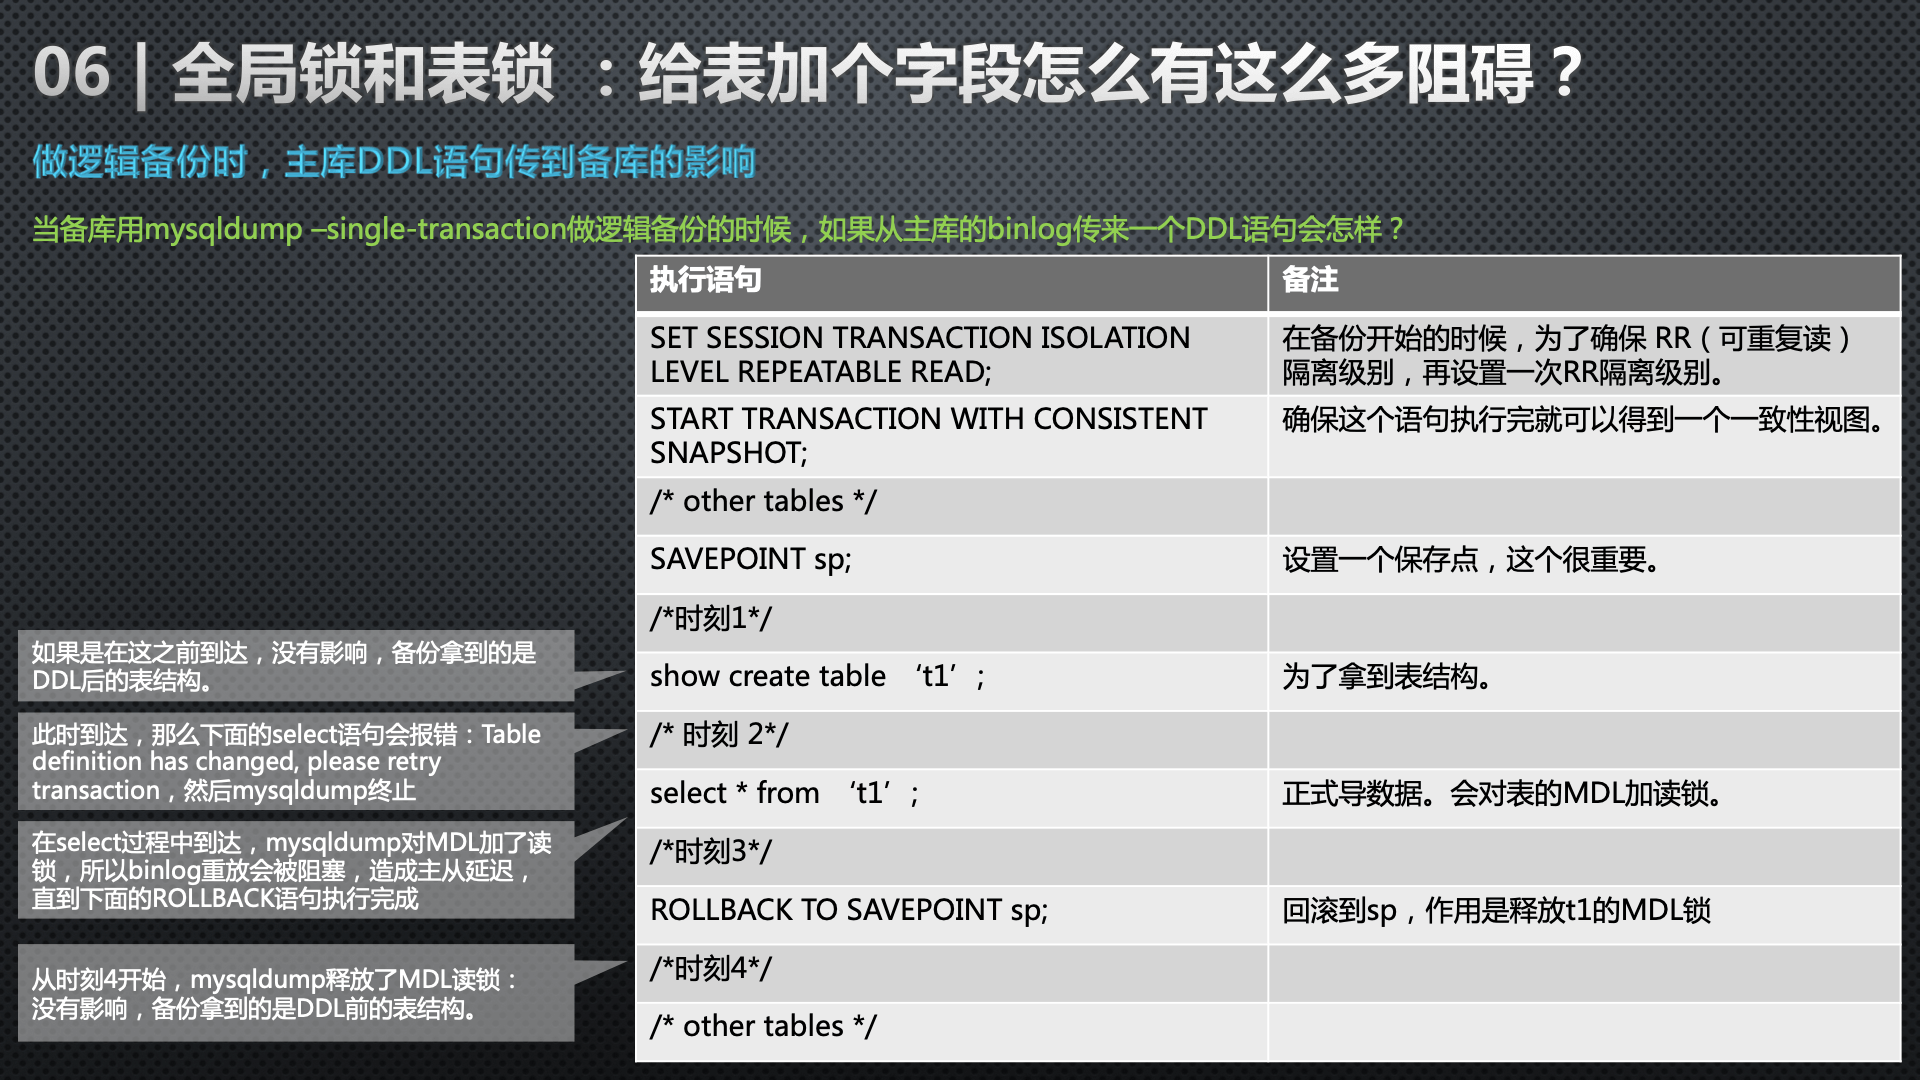 06 | 全局锁和表锁 ：给表加个字段怎么有这么多阻碍？
做逻辑备份时，主库DDL语句传到备库的影响
当备库用mysqldump –single-transaction做逻辑备份的时候，如果从主库的binlog传来一个DDL语句会怎样？
执行语句
备注
SET SESSION TRANSACTION ISOLATION
LEVEL REPEATABLE READ;
在备份开始的时候，为了确保 RR（可重复读）
隔离级别，再设置一次RR隔离级别。
START TRANSACTION WITH CONSISTENT
SNAPSHOT;
确保这个语句执行完就可以得到一个一致性视图。
/* other tables */
SAVEPOINT sp;
设置一个保存点，这个很重要。
/*时刻1*/
show create table ‘t1’;
为了拿到表结构。
/* 时刻 2*/
select * from ‘t1’;
正式导数据。会对表的MDL加读锁。
/*时刻3*/
ROLLBACK TO SAVEPOINT sp;
回滚到sp，作用是释放t1的MDL锁
/*时刻4*/
/* other tables */
如果是在这之前到达，没有影响，备份拿到的是
DDL后的表结构。
此时到达，那么下面的select语句会报错：Table
definition has changed, please retry
transaction，然后mysqldump终止
在select过程中到达，mysqldump对MDL加了读
锁，所以binlog重放会被阻塞，造成主从延迟，
直到下面的ROLLBACK语句执行完成
从时刻4开始，mysqldump释放了MDL读锁：
没有影响，备份拿到的是DDL前的表结构。